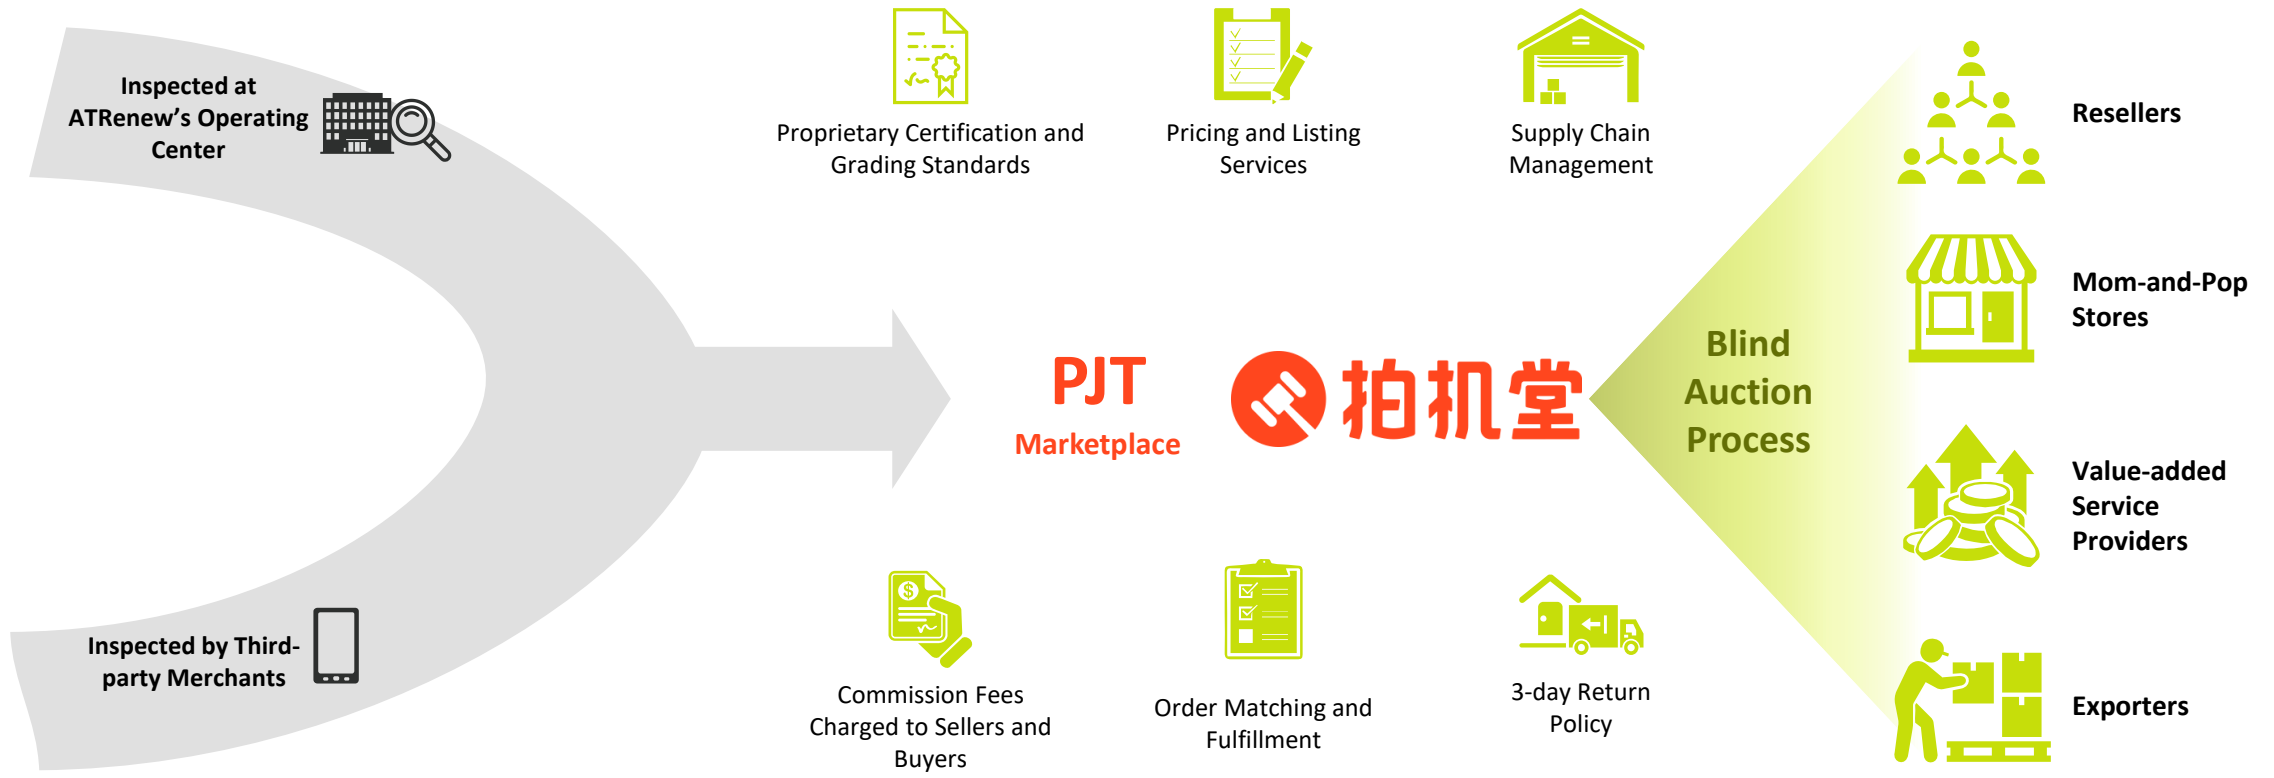 Inspected at
ATRenew's Operating
Center
Inspected by Third-
party Merchants
Proprietary Certification and
Grading Standards
Pricing and Listing
Services
Supply Chain
Management
PJT
Marketplace
拍机堂
Commission Fees
Charged to Sellers and
Buyers
Order Matching and
Fulfillment
3-day Return
Policy
Blind
Auction
Process
Resellers
Mom-and-Pop
Stores
Value-added
Service
Providers
Exporters